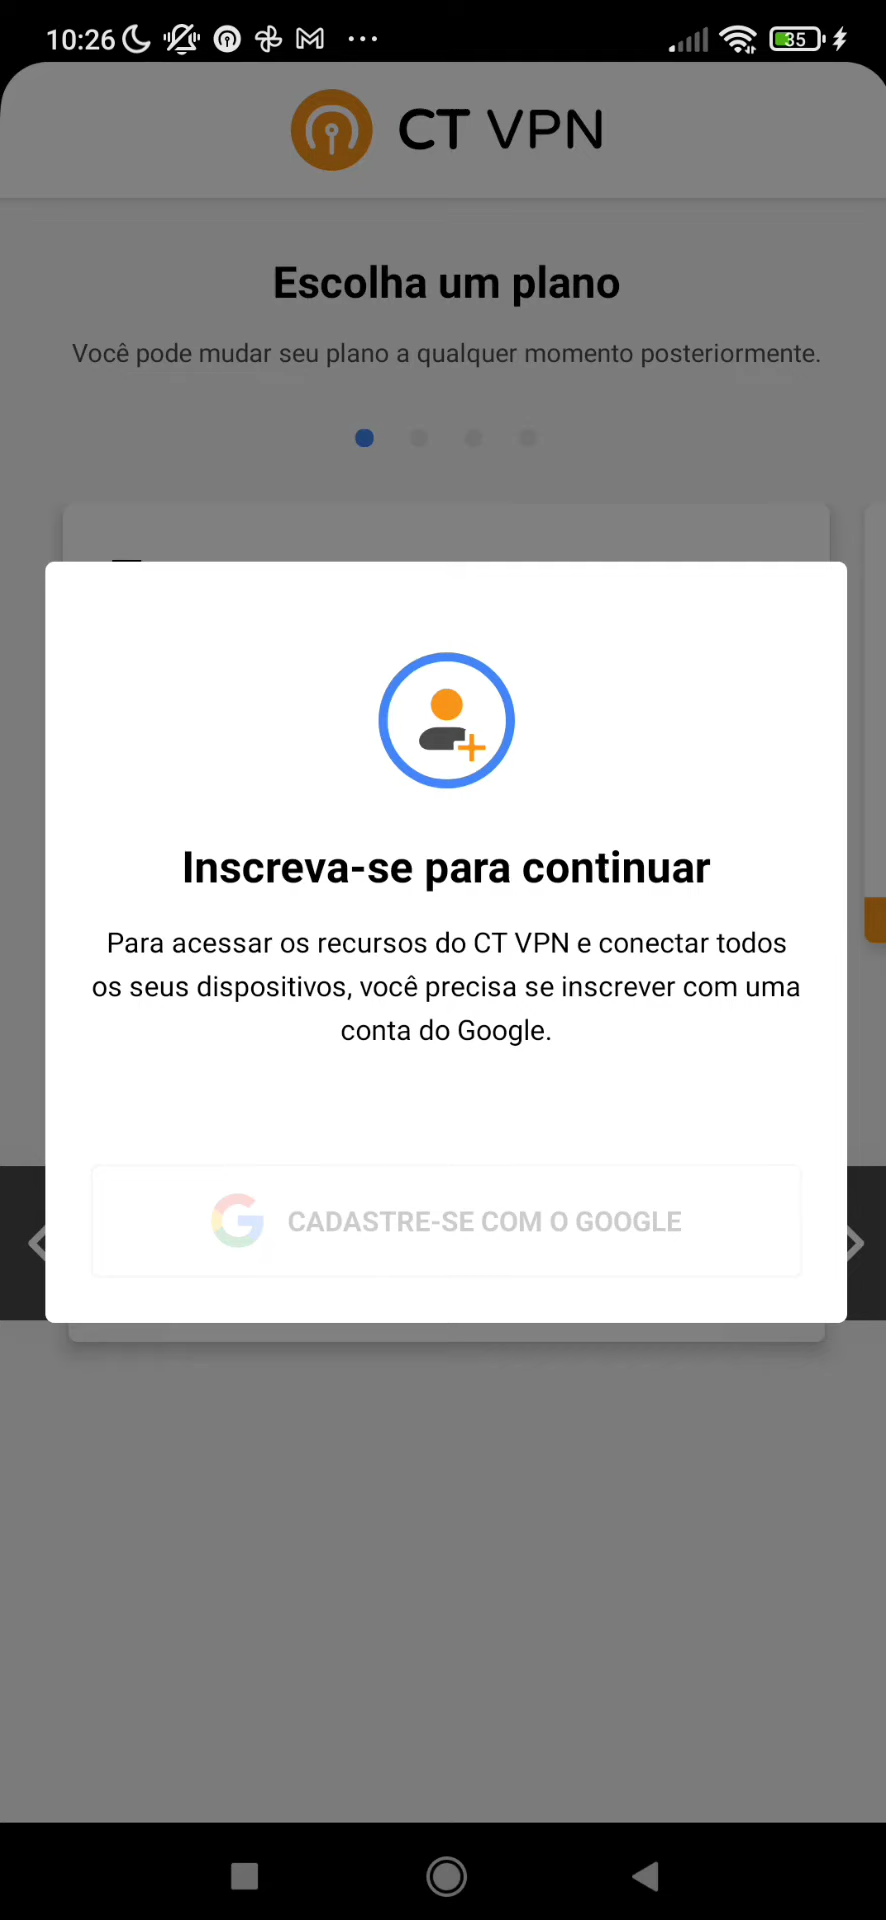 10:26
35
CT VPN
Escolha um plano
Você pode mudar seu plano a qualquer momento posteriormente.
Inscreva-se para continuar
Para acessar os recursos do CT VPN e conectar todos
os seus dispositivos, você precisa se inscrever com uma
conta do Google.
CADASTRE-SE COM O GOOGLE